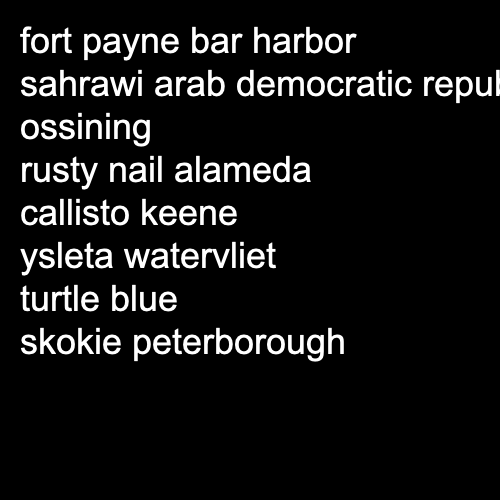 fort payne bar harbor
sahrawi arab democratic
ossining
rusty nail alameda
callisto keene
ysleta watervliet
turtle blue
skokie peterborough